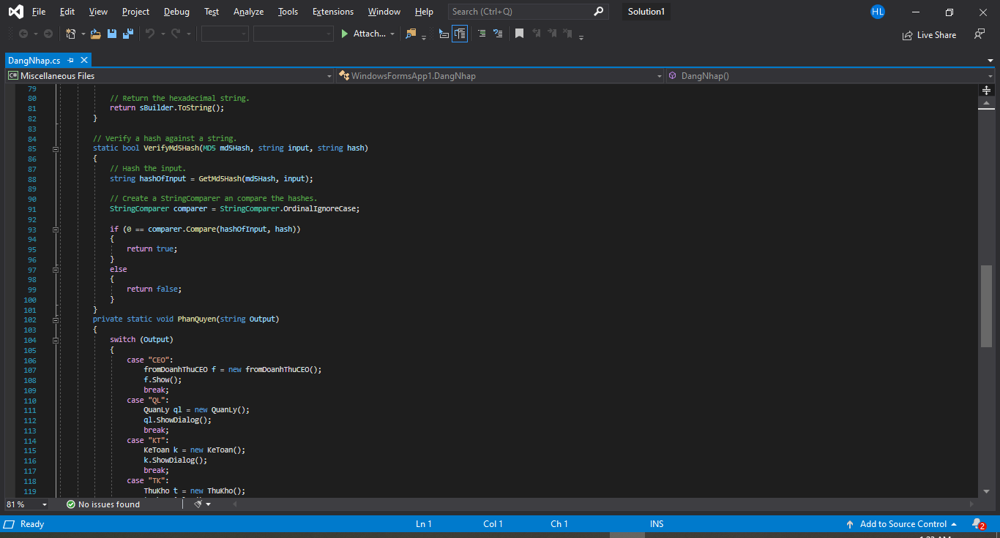 File Edit View Project Debug Test Analyze Tools Extensions Window Help Search (Ctrl+Q) Solution1 HL
Attach... Live Share
DangNhap.cs
C# Miscellaneous Files WindowsFormsApp1.DangNhap DangNhap()
79
80 // Return the hexadecimal string.
81 return sBuilder.ToString();
82 }
83
84 // Verify a hash against a string.
85 static bool VerifyMd5Hash(MD5 md5Hash, string input, string hash)
86 {
87 // Hash the input.
88 string hashOfInput = GetMd5Hash(md5Hash, input);
89
90 // Create a StringComparer an compare the hashes.
91 StringComparer comparer = StringComparer.OrdinalIgnoreCase;
92
93 if (0 == comparer.Compare(hashOfInput, hash))
94 {
95 return true;
96 }
97 else
98 {
99 return false;
100 }
101 }
102 private static void PhanQuyen(string Output)
103 {
104 switch (Output)
105 {
106 case "CEO":
107 fromDoanhThuCEO f = new fromDoanhThuCEO();
108 f.Show();
109 break;
110 case "QL":
111 QuanLy ql = new QuanLy();
112 ql.ShowDialog();
113 break;
114 case "KT":
115 KeToan k = new KeToan();
116 k.ShowDialog();
117 break;
118 case "TK":
119 ThuKho t = new ThuKho();
81 % No issues found
Ready Ln 1 Col 1 Ch 1 INS Add to Source Control 2